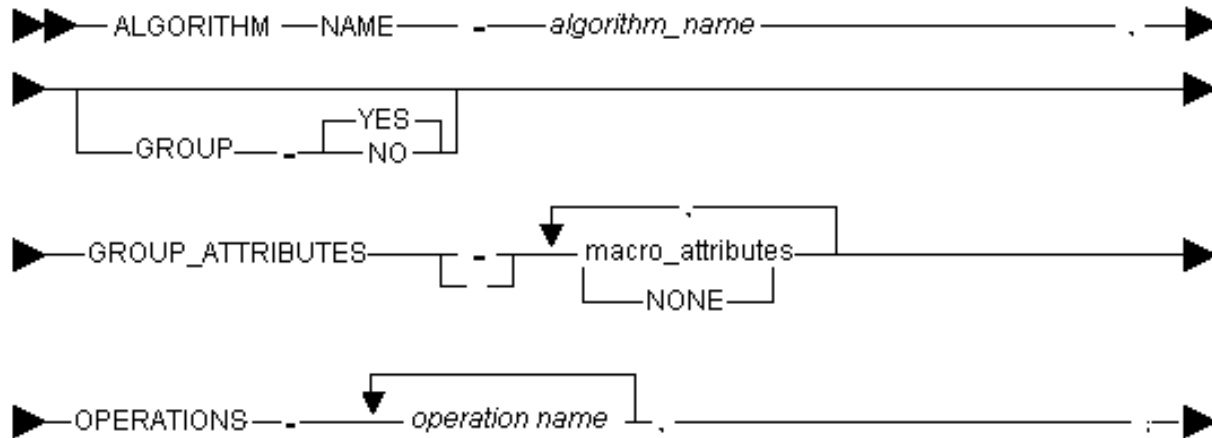 ALGORITHM NAME - algorithm_name ,
YES
GROUP - NO
,
GROUP_ATTRIBUTES - macro_attributes
NONE
OPERATIONS - operation name , ;